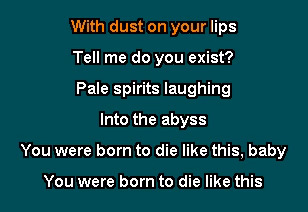 With dust on your lips
Tell me do you exist?
Pale spirits laughing
Into the abyss
You were born to die like this, baby
You were born to die like this